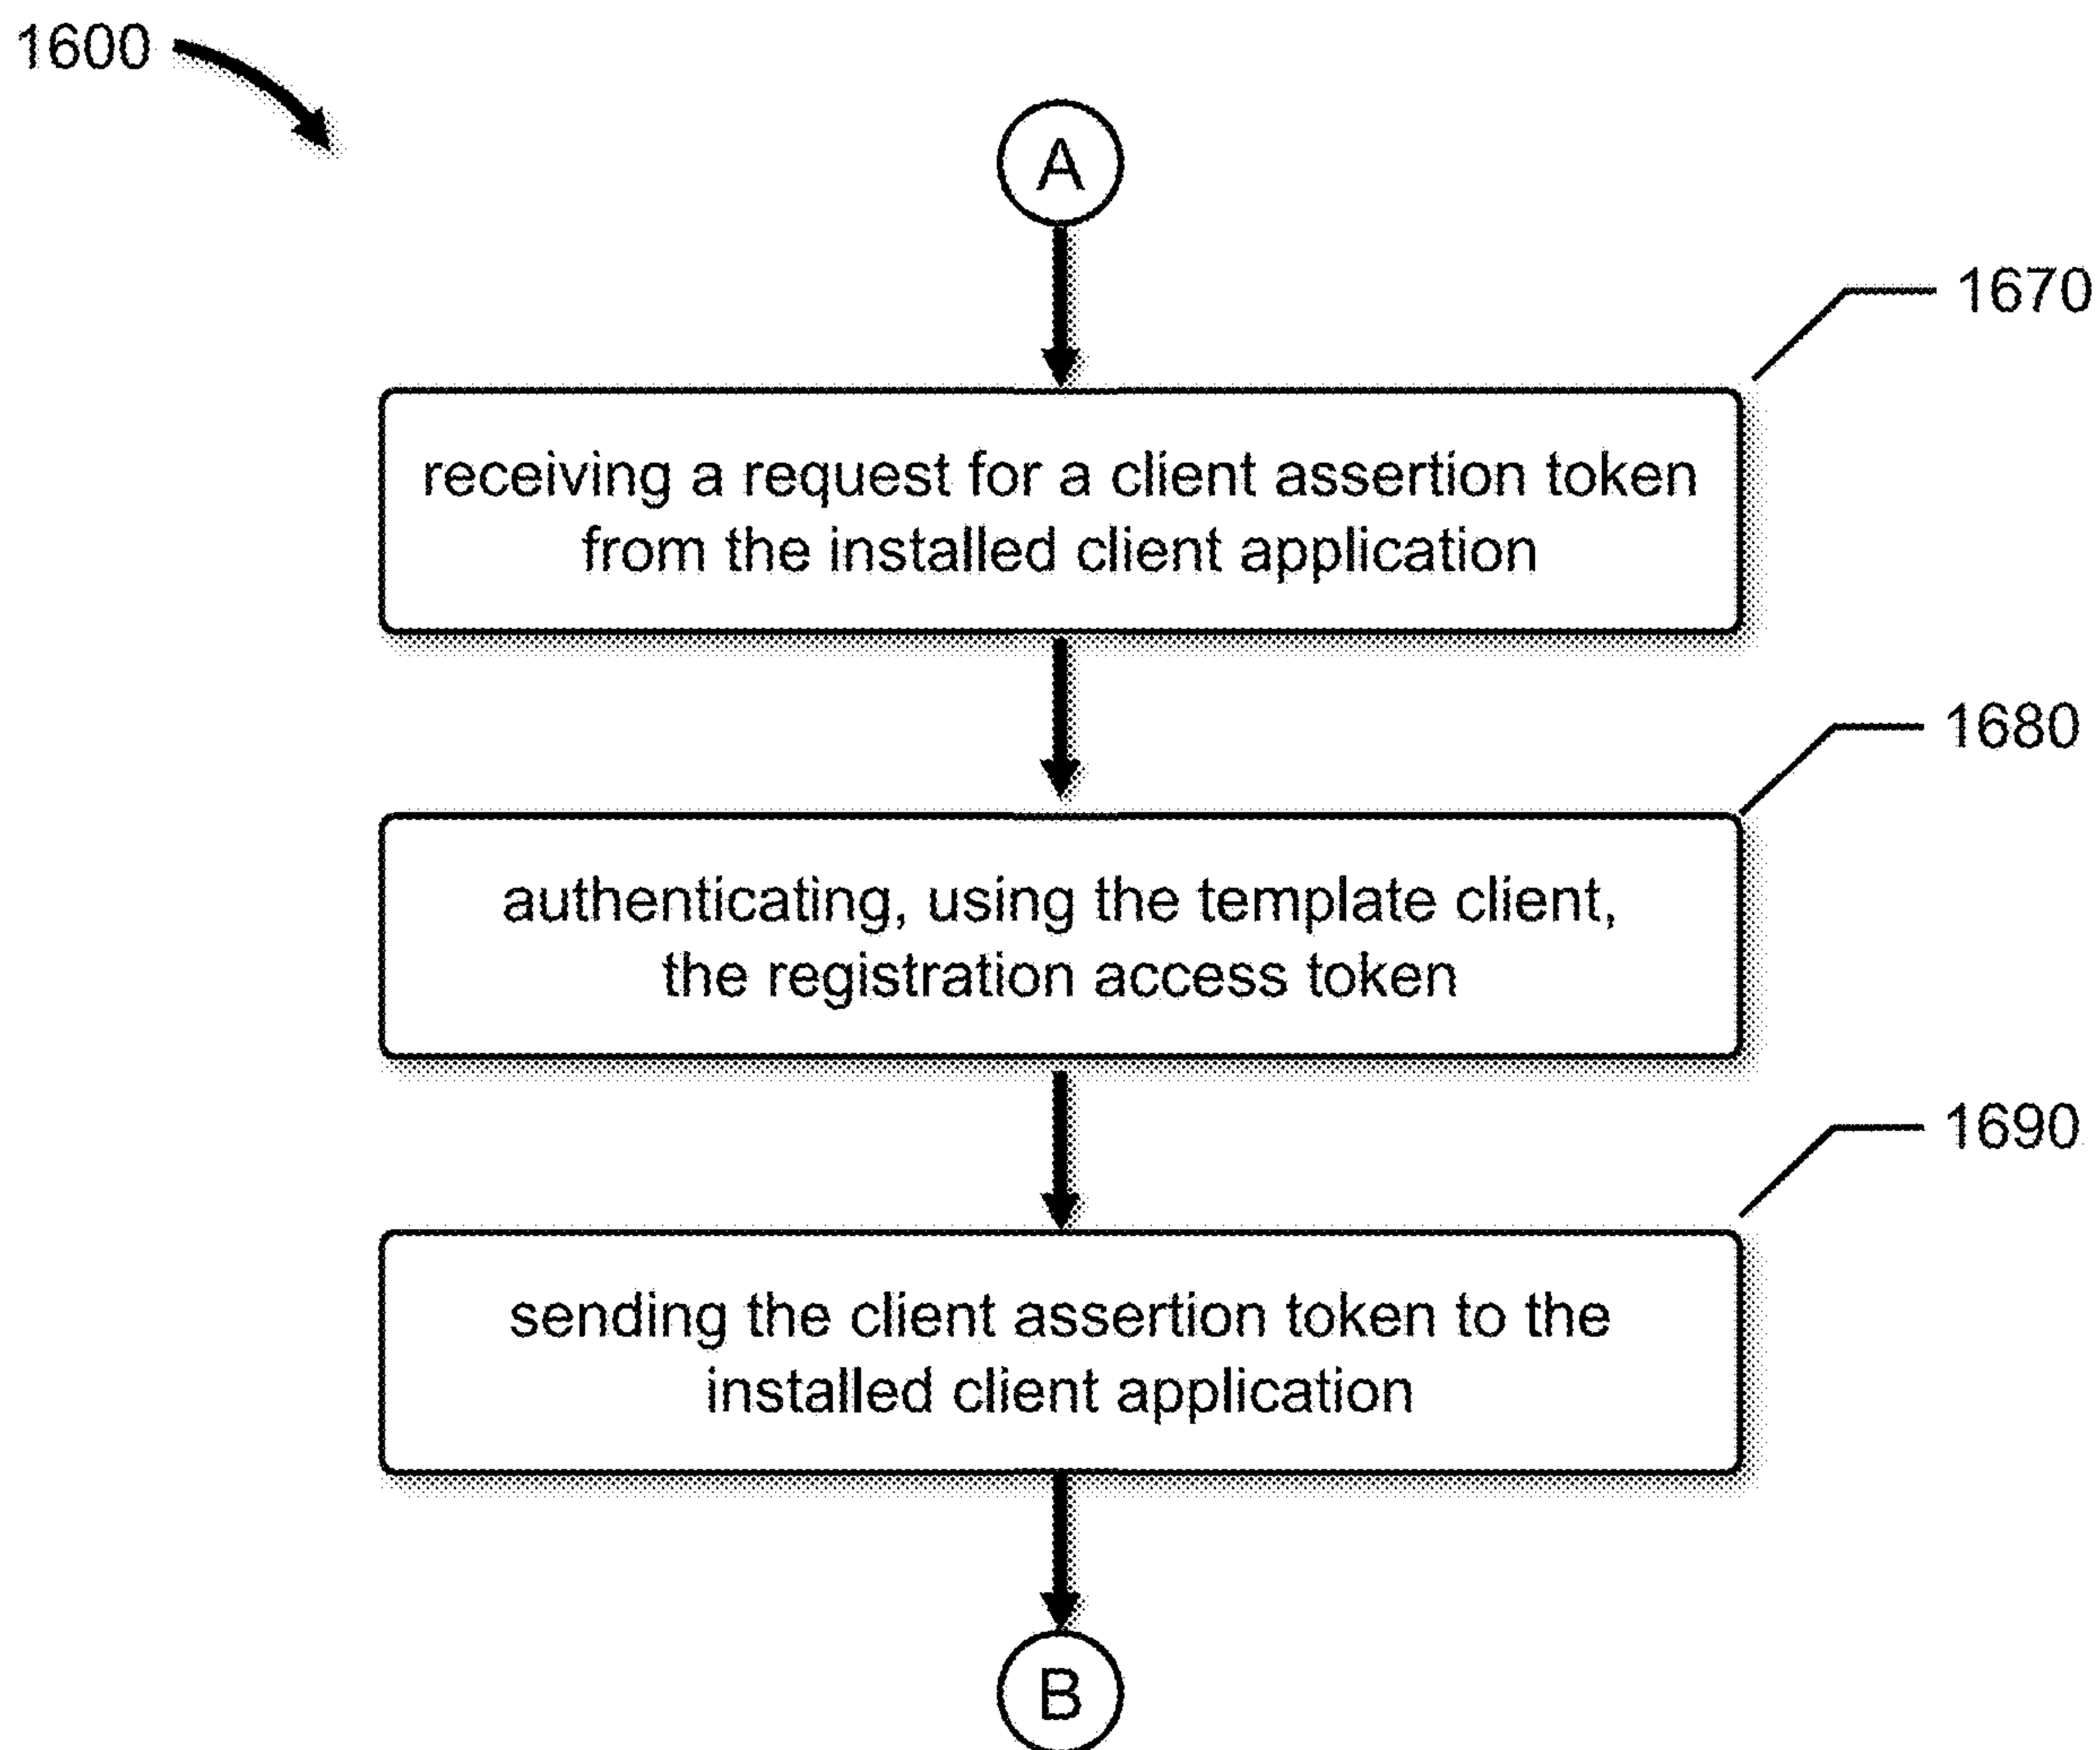 1600
A
1670
receiving a request for a client assertion token
from the installed client application
1680
authenticating, using the template client,
the registration access token
1690
sending the client assertion token to the
installed client application
B